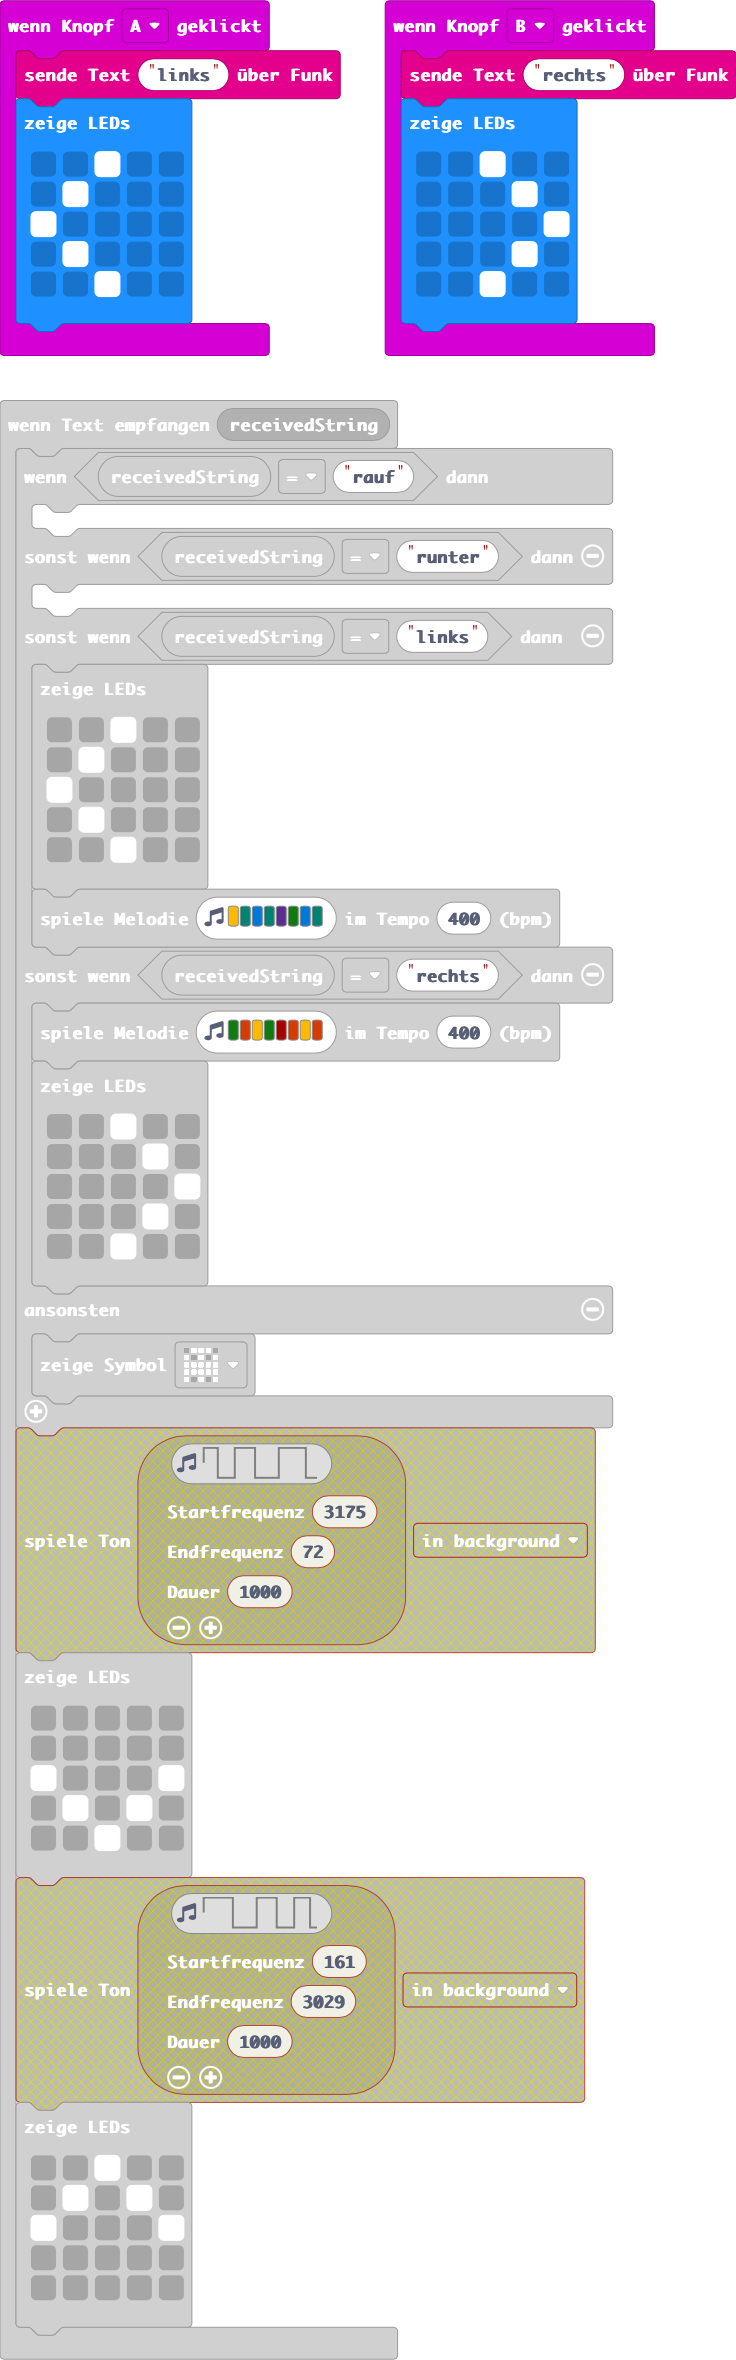 wenn Knopf A geklickt
sende Text "links" über Funk
zeige LEDs
wenn Knopf B geklickt
sende Text "rechts" über Funk
zeige LEDs
wenn Text empfangen receivedString
wenn receivedString = "rauf" dann
sonst wenn receivedString = "runter" dann
sonst wenn receivedString = "links" dann
zeige LEDs
spiele Melodie im Tempo 400 (bpm)
sonst wenn receivedString = "rechts" dann
spiele Melodie im Tempo 400 (bpm)
zeige LEDs
ansonsten
zeige Symbol
spiele Ton
Startfrequenz 3175
Endfrequenz 72
Dauer 1000
in background
zeige LEDs
spiele Ton
Startfrequenz 161
Endfrequenz 3029
Dauer 1000
in background
zeige LEDs